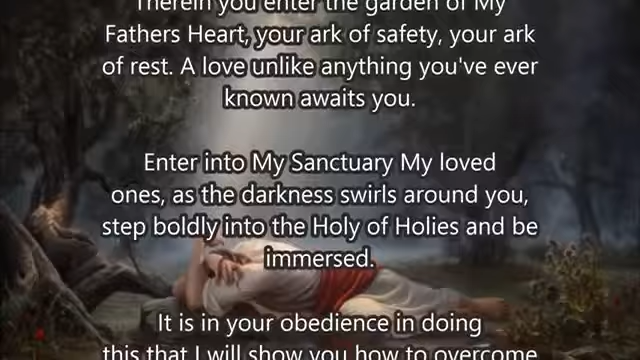 Therein you enter the garden of My
Fathers Heart, your ark of safety, your ark
of rest. A love unlike anything you've ever
known awaits you.
Enter into My Sanctuary My loved
ones, as the darkness swirls around you,
step boldly into the Holy of Holies and be
immersed.
It is in your obedience in doing
this that I will show you how to overcome